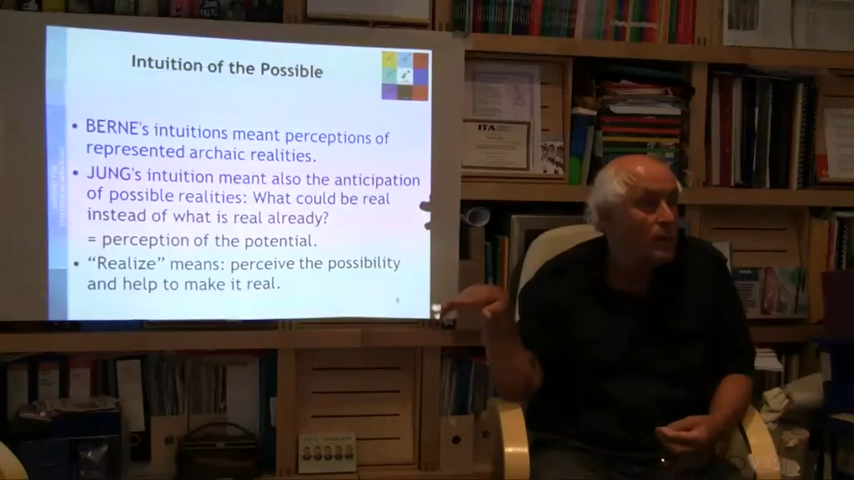 Intuition of the Possible
• BERNE's intuitions meant perceptions of
represented archaic realities.
• JUNG's intuition meant also the anticipation
of possible realities: What could be real
instead of what is real already?
= perception of the potential.
• “Realize” means: perceive the possibility
and help to make it real.
ITA